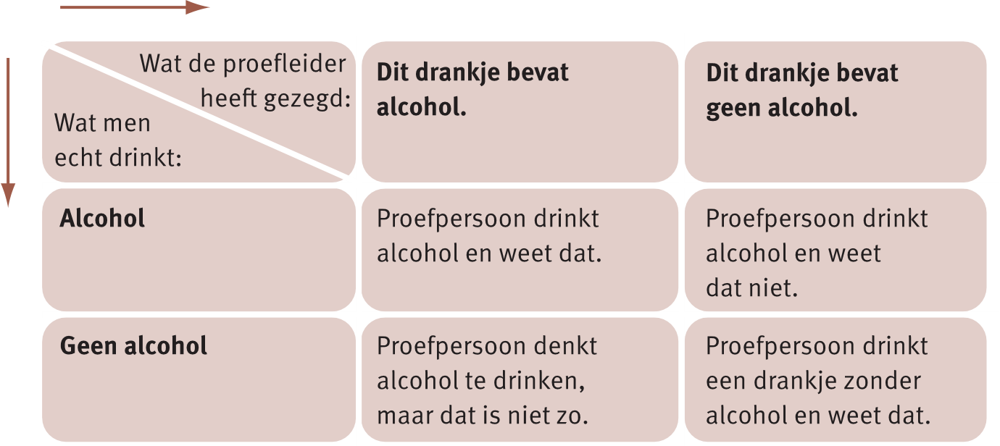 Wat de proefleider
heeft gezegd:
Wat men
echt drinkt:
Dit drankje bevat
alcohol.
Dit drankje bevat
geen alcohol.
Alcohol
Proefpersoon drinkt
alcohol en weet dat.
Proefpersoon drinkt
alcohol en weet
dat niet.
Geen alcohol
Proefpersoon denkt
alcohol te drinken,
maar dat is niet zo.
Proefpersoon drinkt
een drankje zonder
alcohol en weet dat.